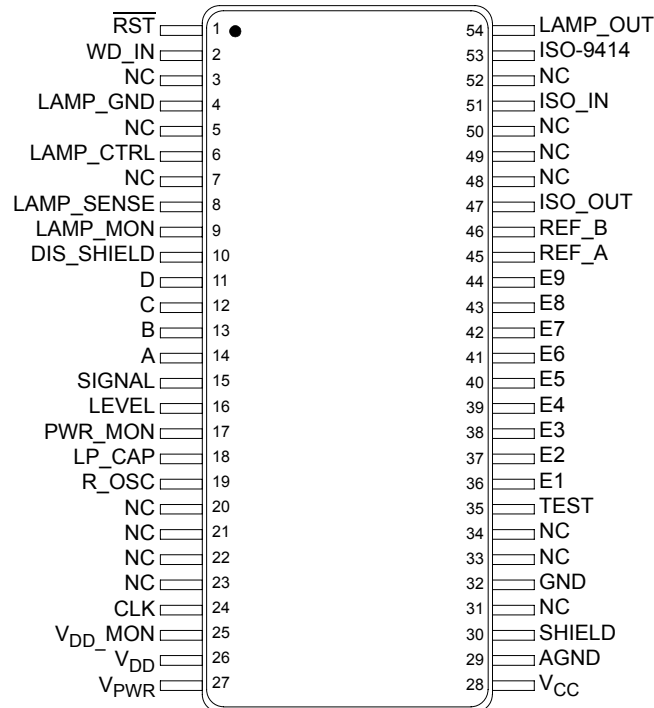 RST 1 54 LAMP_OUT
WD_IN 2 53 ISO-9414
NC 3 52 NC
LAMP_GND 4 51 ISO_IN
NC 5 50 NC
LAMP_CTRL 6 49 NC
NC 7 48 NC
LAMP_SENSE 8 47 ISO_OUT
LAMP_MON 9 46 REF_B
DIS_SHIELD 10 45 REF_A
D 11 44 E9
C 12 43 E8
B 13 42 E7
A 14 41 E6
SIGNAL 15 40 E5
LEVEL 16 39 E4
PWR_MON 17 38 E3
LP_CAP 18 37 E2
R_OSC 19 36 E1
NC 20 35 TEST
NC 21 34 NC
NC 22 33 NC
NC 23 32 GND
CLK 24 31 NC
VDD_MON 25 30 SHIELD
VDD 26 29 AGND
VPWR 27 28 VCC